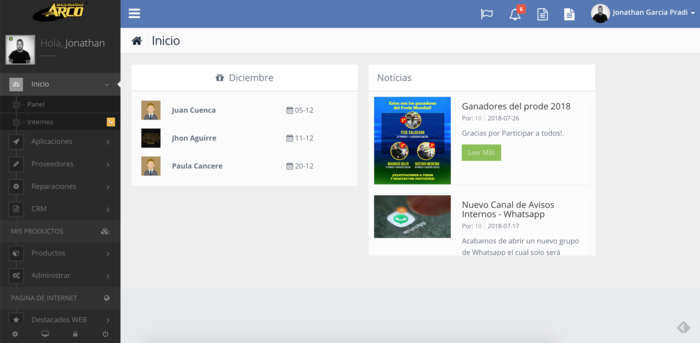 ARCO
6
Jonathan Garcia Pradi
Hola, Jonathan
Inicio
Inicio
Panel
Internos
Aplicaciones
Proveedores
Reparaciones
CRM
MIS PRODUCTOS
Productos
Administrar
PAGINA DE INTERNET
Destacados WEB
Diciembre
Juan Cuenca 05-12
Jhon Aguirre 11-12
Paula Cancere 20-12
Noticias
Ganadores del prode 2018
Por: 10 | 2018-07-26
Gracias por Participar a todos!.
Leer Más
Nuevo Canal de Avisos
Internos - Whatsapp
Por: 10 | 2018-07-17
Acabamos de abrir un nuevo grupo
de Whatsapp el cual solo será